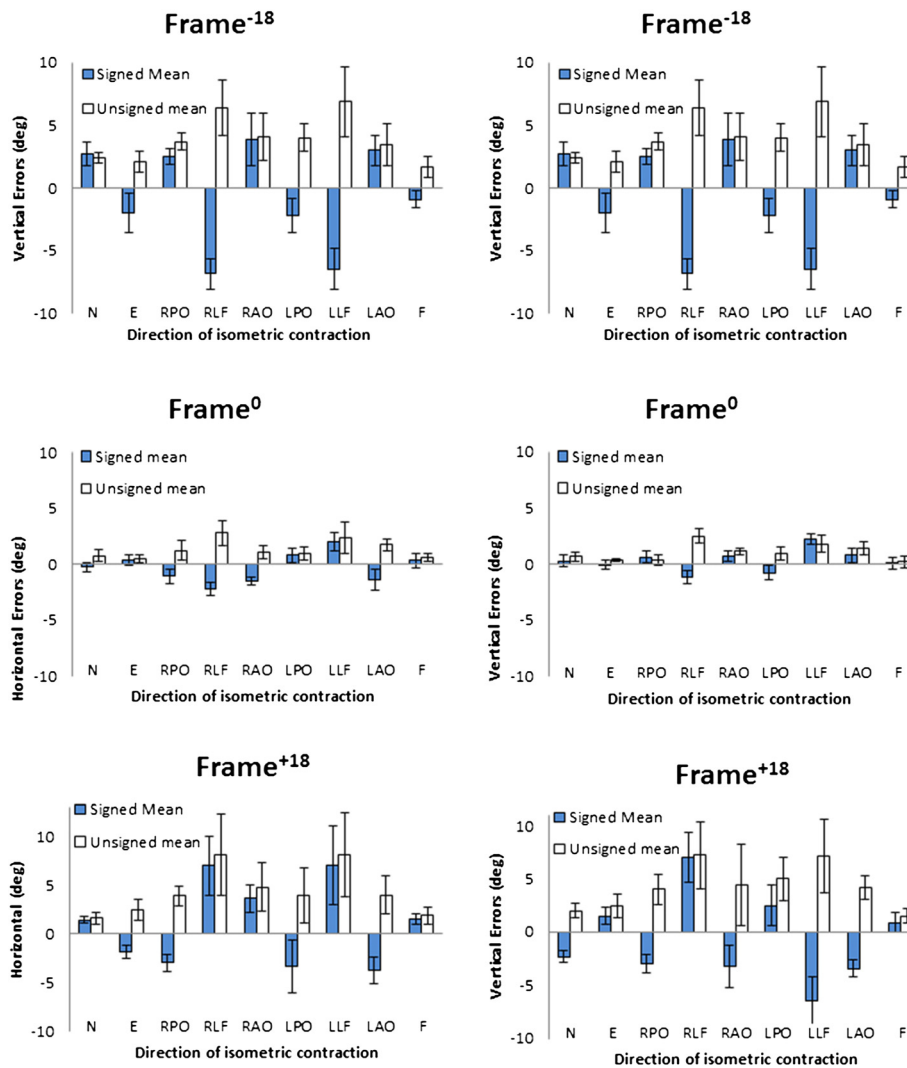 Frame-18
Vertical Errors (deg)
10
5
0
-5
-10
Signed Mean
Unsigned mean
N E RPO RLF RAO LPO LLF LAO F
Direction of isometric contraction
Frame-18
Vertical Errors (deg)
10
5
0
-5
-10
Signed Mean
Unsigned mean
N E RPO RLF RAO LPO LLF LAO F
Direction of isometric contraction
Frame0
Horizontal Errors (deg)
10
5
0
-5
-10
Signed mean
Unsigned mean
N E RPO RLF RAO LPO LLF LAO F
Direction of isometric contraction
Frame0
Vertical Errors (deg)
10
5
0
-5
-10
Signed mean
Unsigned mean
N E RPO RLF RAO LPO LLF LAO F
Direction of isometric contraction
Frame+18
Horizontal (deg)
10
5
0
-5
-10
Signed Mean
Unsigned mean
N E RPO RLF RAO LPO LLF LAO F
Direction of isometric contraction
Frame+18
Vertical Errors (deg)
10
5
0
-5
-10
Signed Mean
Unsigned mean
N E RPO RLF RAO LPO LLF LAO F
Direction of isometric contraction